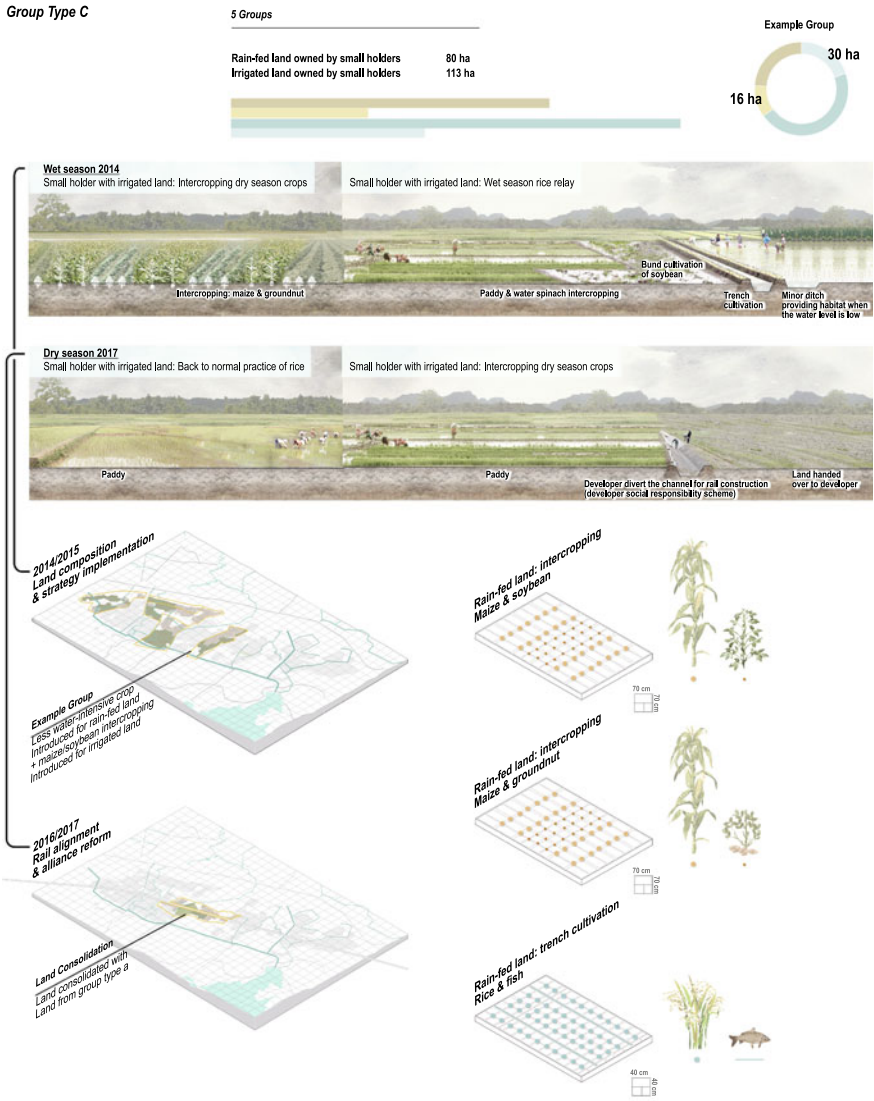 Group Type C
5 Groups
Rain-fed land owned by small holders 80 ha
Irrigated land owned by small holders 113 ha
Example Group
30 ha
16 ha
Wet season 2014
Small holder with irrigated land: Intercropping dry season crops
Small holder with irrigated land: Wet season rice relay
Intercropping: maize & groundnut
Paddy & water spinach intercropping
Bund cultivation
of soybean
Trench
cultivation
Minor ditch
providing habitat when
the water level is low
Dry season 2017
Small holder with irrigated land: Back to normal practice of rice
Small holder with irrigated land: Intercropping dry season crops
Paddy
Paddy
Developer divert the channel for rail construction
(developer social responsibility scheme)
Land handed
over to developer
2014/2015
Land composition
& strategy implementation
Example Group
Less water-intensive crop
Introduced for rain-fed land
+ maize/soybean intercropping
Introduced for irrigated land
2016/2017
Rail alignment
& alliance reform
Land Consolidation
Land consolidated with
Land from group type a
Rain-fed land: intercropping
Maize & soybean
70 cm
70 cm
Rain-fed land: intercropping
Maize & groundnut
70 cm
70 cm
Rain-fed land: trench cultivation
Rice & fish
40 cm
40 cm